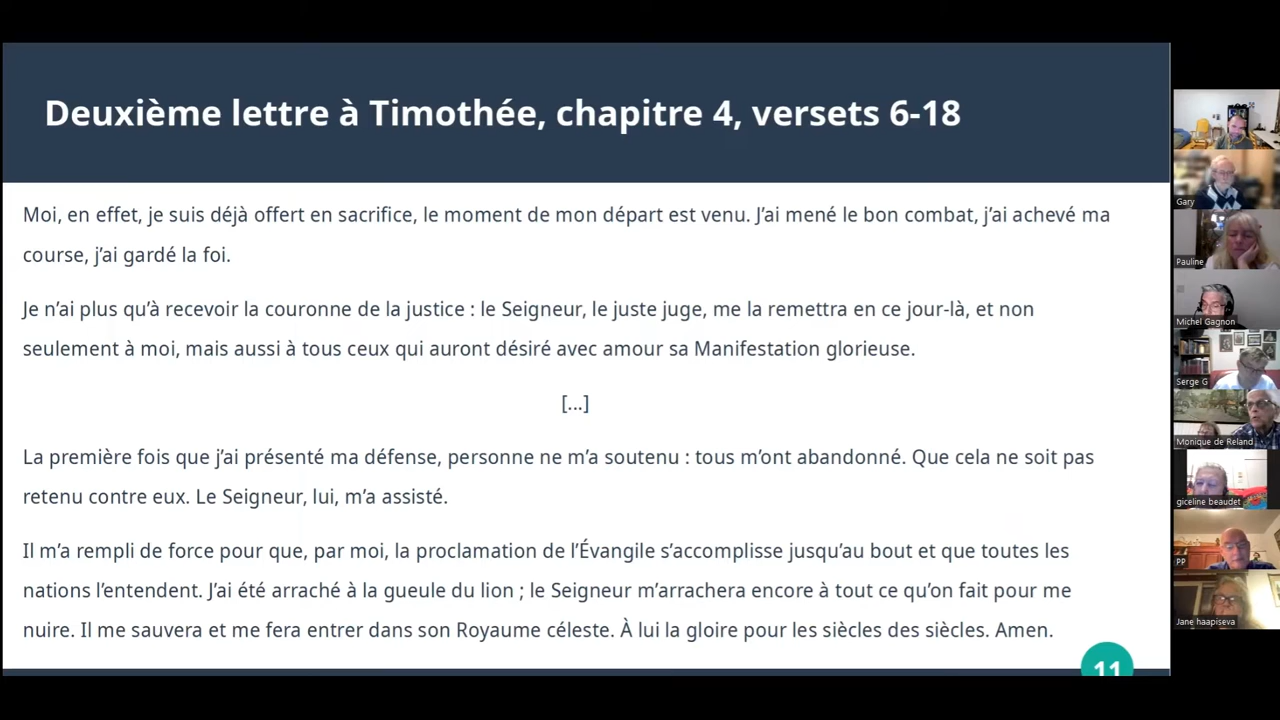 Deuxième lettre à Timothée, chapitre 4, versets 6-18
Moi, en effet, je suis déjà offert en sacrifice, le moment de mon départ est venu. J’ai mené le bon combat, j’ai achevé ma
course, j’ai gardé la foi.
Je n’ai plus qu’à recevoir la couronne de la justice : le Seigneur, le juste juge, me la remettra en ce jour-là, et non
seulement à moi, mais aussi à tous ceux qui auront désiré avec amour sa Manifestation glorieuse.
[...]
La première fois que j’ai présenté ma défense, personne ne m’a soutenu : tous m’ont abandonné. Que cela ne soit pas
retenu contre eux. Le Seigneur, lui, m’a assisté.
Il m’a rempli de force pour que, par moi, la proclamation de l’Évangile s’accomplisse jusqu’au bout et que toutes les
nations l’entendent. J’ai été arraché à la gueule du lion ; le Seigneur m’arrachera encore à tout ce qu’on fait pour me
nuire. Il me sauvera et me fera entrer dans son Royaume céleste. À lui la gloire pour les siècles des siècles. Amen.
11
Gary
Pauline
Michel Gagnon
Serge G
Monique de Reland
giceline beaudet
PP
Jane haapiseva